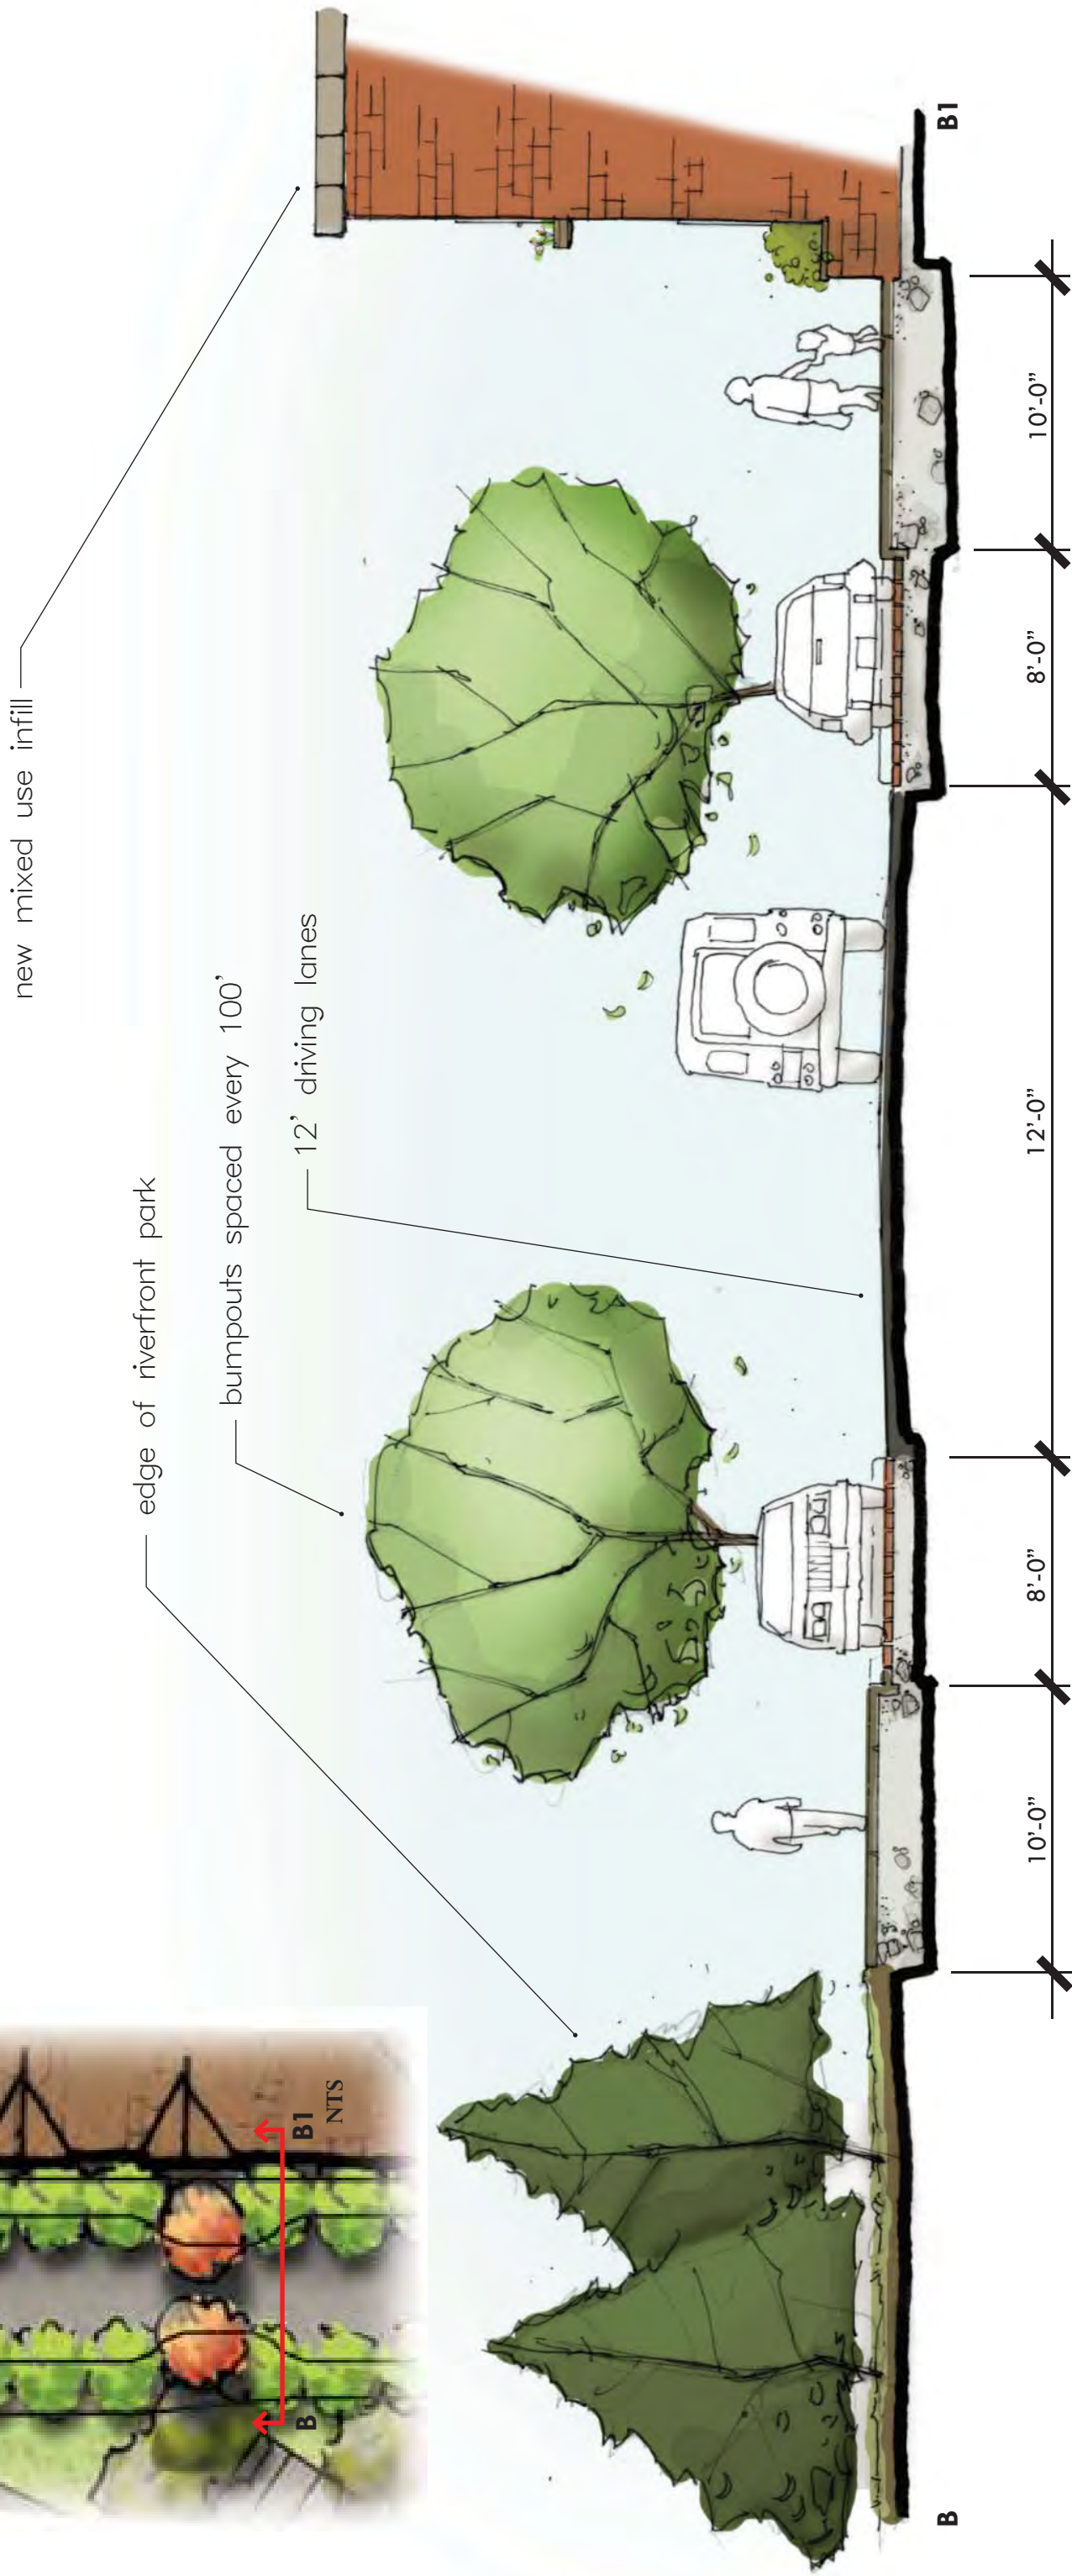 new mixed use infill
edge of riverfront park
bumpouts spaced every 100’
12’ driving lanes
B
B1
NTS
B
B1
10’-0”
8’-0”
12’-0”
8’-0”
10’-0”